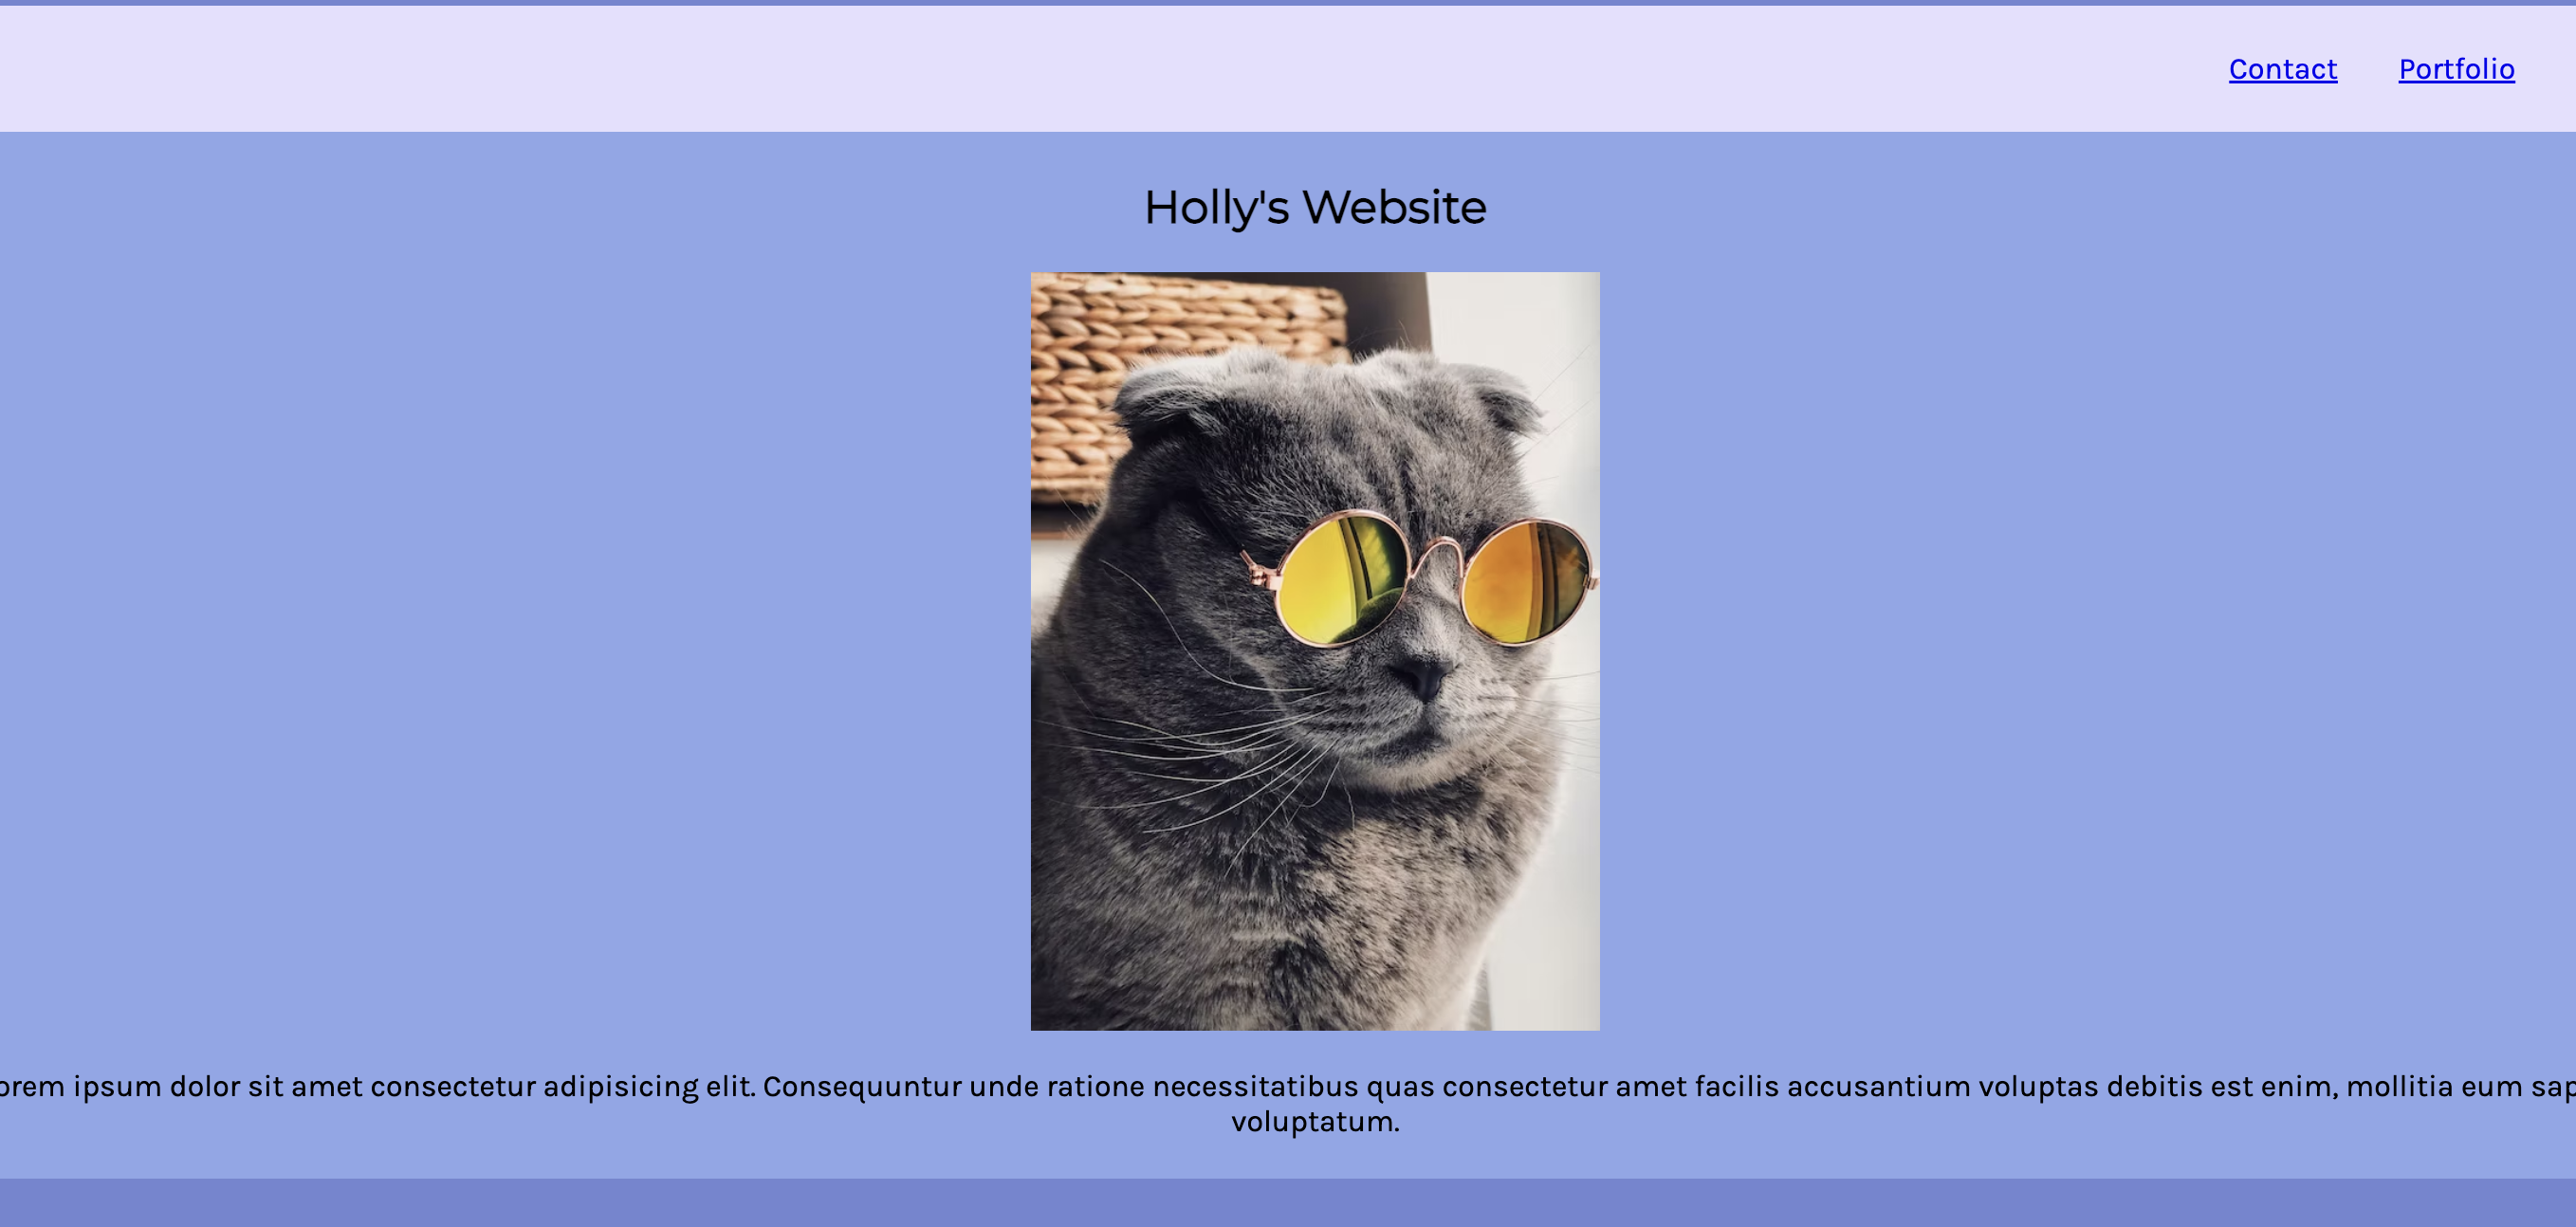 Contact Portfolio
Holly's Website
orem ipsum dolor sit amet consectetur adipisicing elit. Consequuntur unde ratione necessitatibus quas consectetur amet facilis accusantium voluptas debitis est enim, mollitia eum sap
voluptatum.